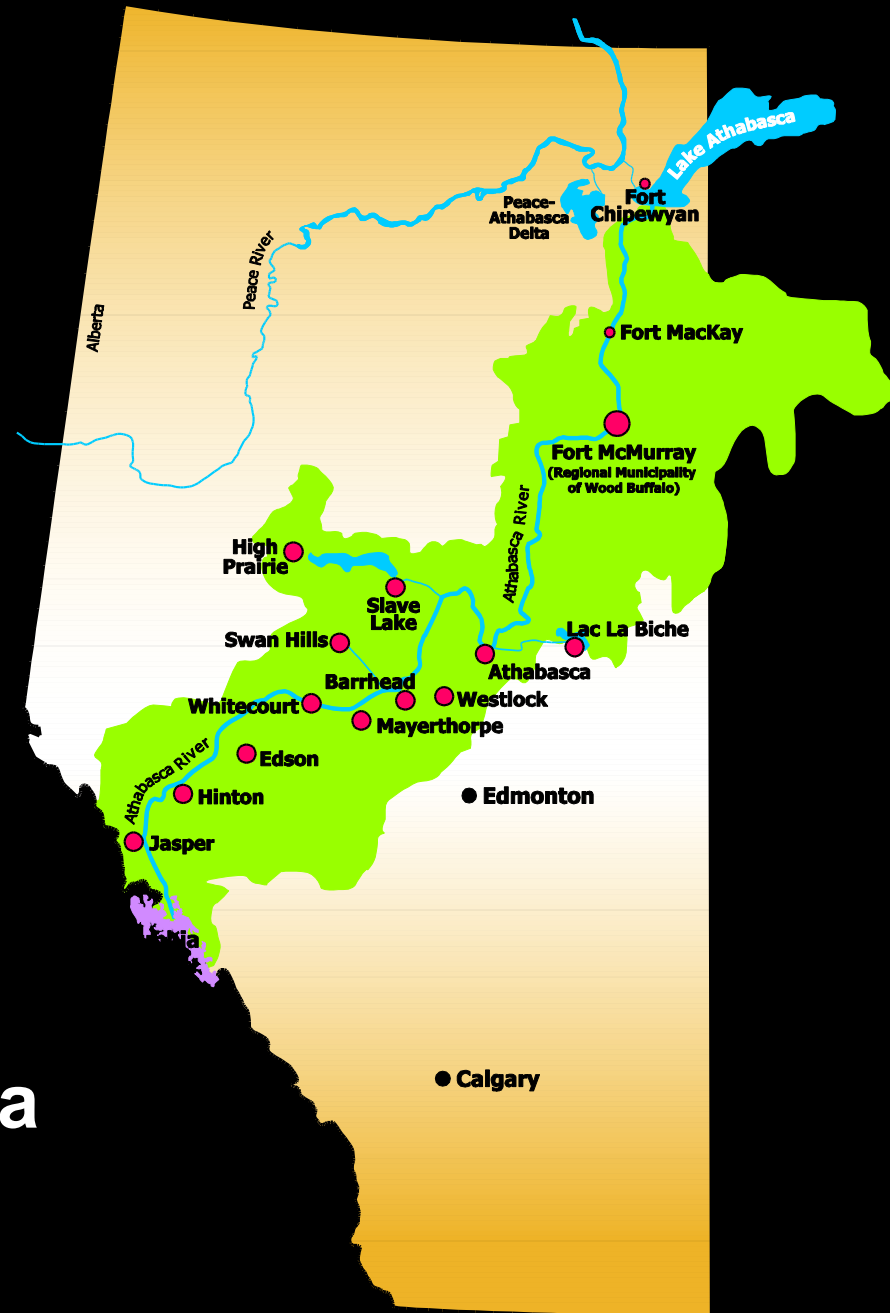 Lake Athabasca
Fort
Chipewyan
Peace-
Athabasca
Delta
Peace River
Alberta
Fort MacKay
Fort McMurray
(Regional Municipality
of Wood Buffalo)
Athabasca River
High
Prairie
Slave
Lake
Lac La Biche
Swan Hills
Athabasca
Barrhead
Westlock
Whitecourt
Mayerthorpe
Athabasca River
Edson
Hinton
Edmonton
Jasper
Calgary
a